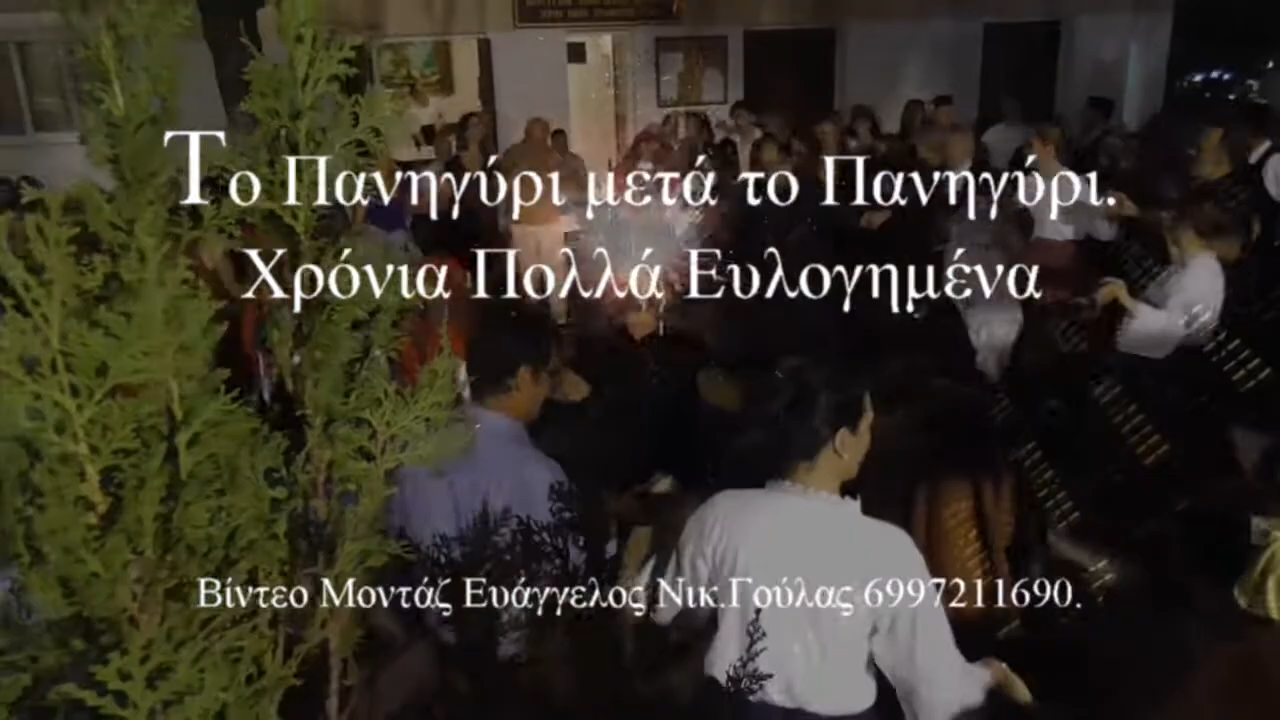 Το Πανηγύρι μετά το Πανηγύρι.
Χρόνια Πολλά Ευλογημένα
Βίντεο Μοντάζ Ευάγγελος Νικ.Γούλας 6997211690.